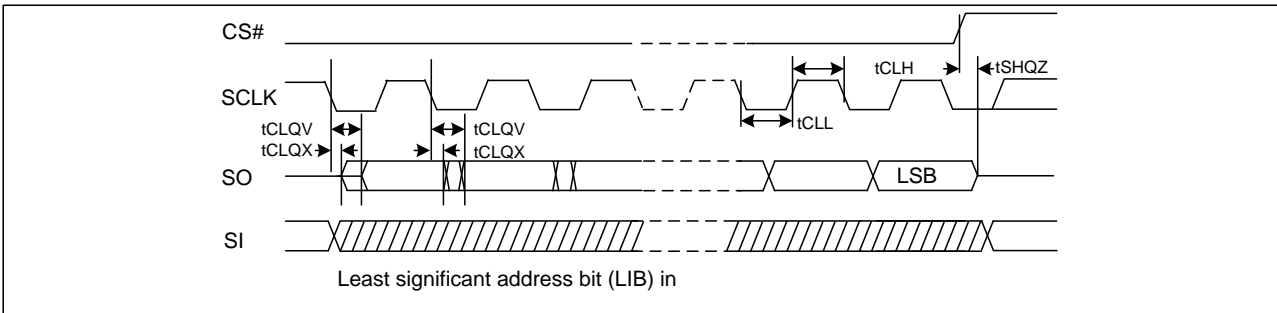 CS#
tCLH
tSHQZ
SCLK
tCLL
tCLQV
tCLQV
tCLQX
tCLQX
SO
LSB
SI
Least significant address bit (LIB) in